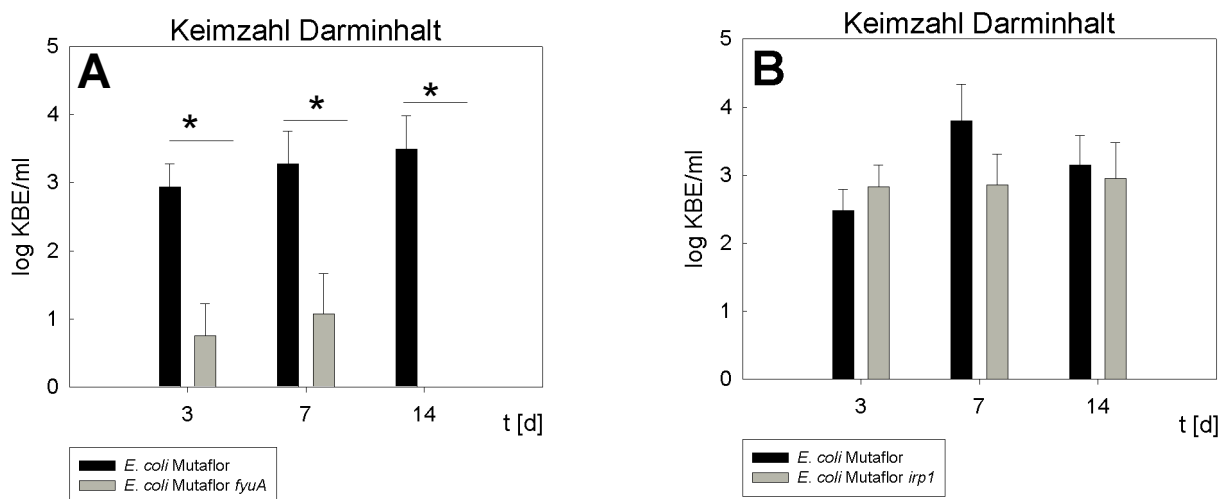 Keimzahl Darminhalt
A
5
4
3
2
1
0
log KBE/ml
*
*
*
3 7 14
t [d]
E. coli Mutaflor
E. coli Mutaflor fyuA
Keimzahl Darminhalt
B
5
4
3
2
1
0
log KBE/ml
3 7 14
t [d]
E. coli Mutaflor
E. coli Mutaflor irp1